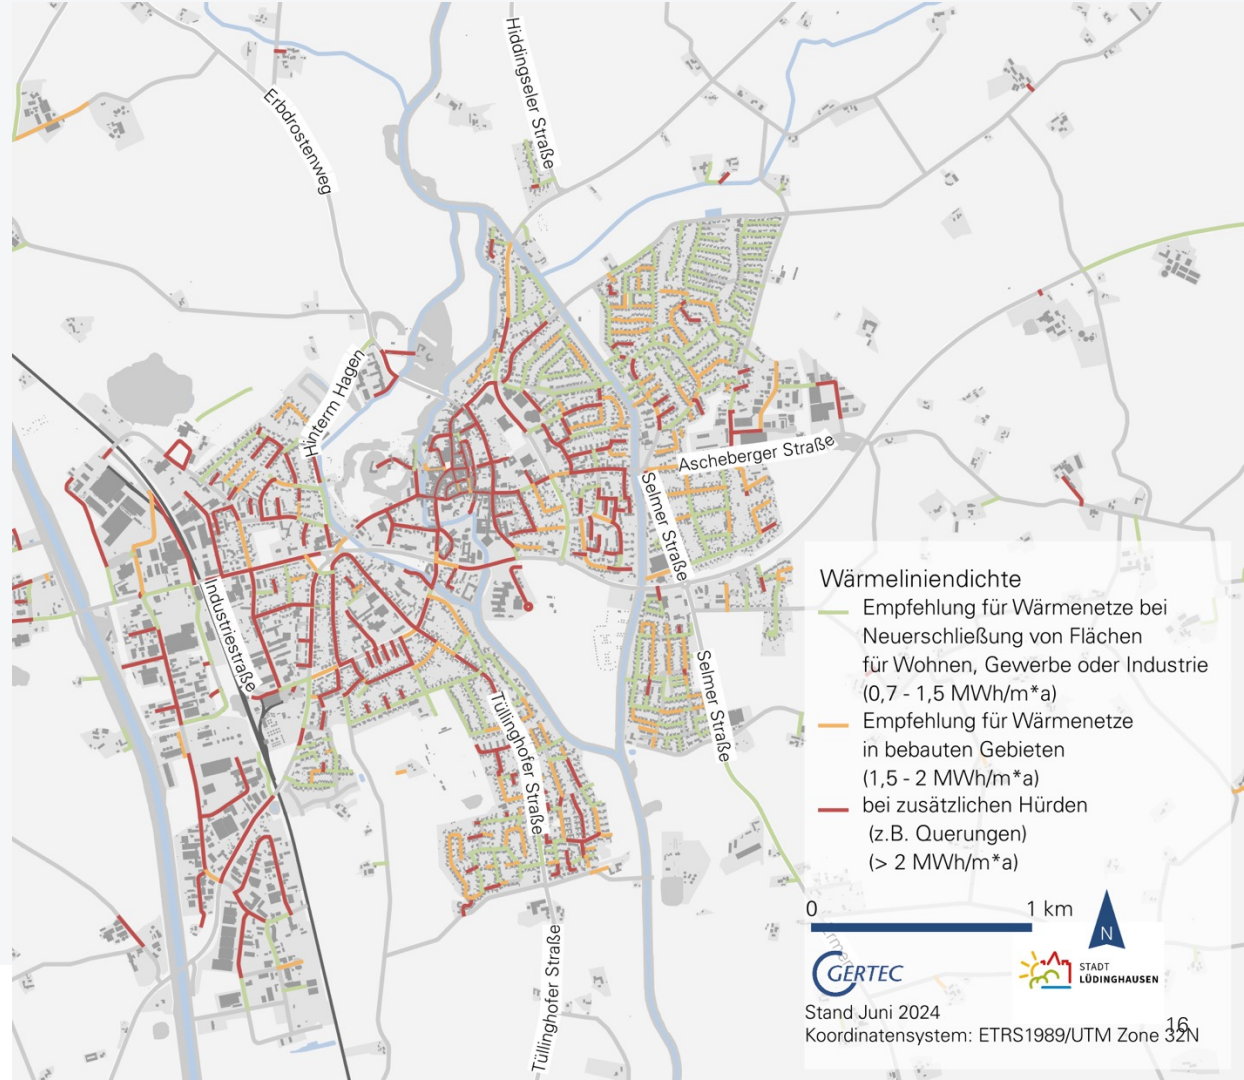 Hiddingseler Straße
Erbdrostenweg
Hinterm Hagen
Ascheberger Straße
Selmer Straße
Industriestraße
Selmer Straße
Tüllinghofer Straße
Tüllinghofer Straße
Wärmeliniendichte
Empfehlung für Wärmenetze bei
Neuerschließung von Flächen
für Wohnen, Gewerbe oder Industrie
(0,7 - 1,5 MWh/m*a)
Empfehlung für Wärmenetze
in bebauten Gebieten
(1,5 - 2 MWh/m*a)
bei zusätzlichen Hürden
(z.B. Querungen)
(> 2 MWh/m*a)
0 1 km
N
GERTEC
STADT
LÜDINGHAUSEN
Stand Juni 2024
Koordinatensystem: ETRS1989/UTM Zone 32N
16